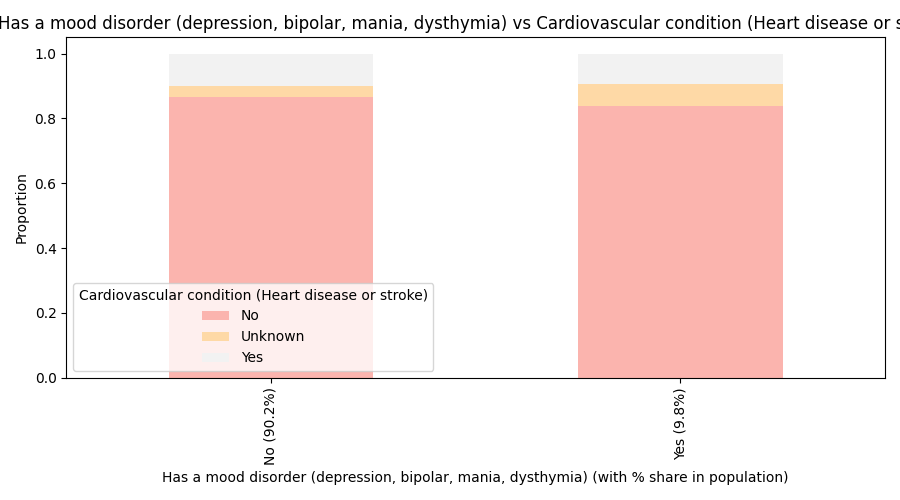 Has a mood disorder (depression, bipolar, mania, dysthymia) vs Cardiovascular condition (Heart disease or s
Proportion
1.0
0.8
0.6
0.4
0.2
0.0
Cardiovascular condition (Heart disease or stroke)
No
Unknown
Yes
No (90.2%)
Yes (9.8%)
Has a mood disorder (depression, bipolar, mania, dysthymia) (with % share in population)